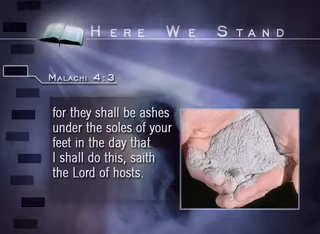 HERE WE STAND
MALACHI 4:3
for they shall be ashes
under the soles of your
feet in the day that
I shall do this, saith
the Lord of hosts.